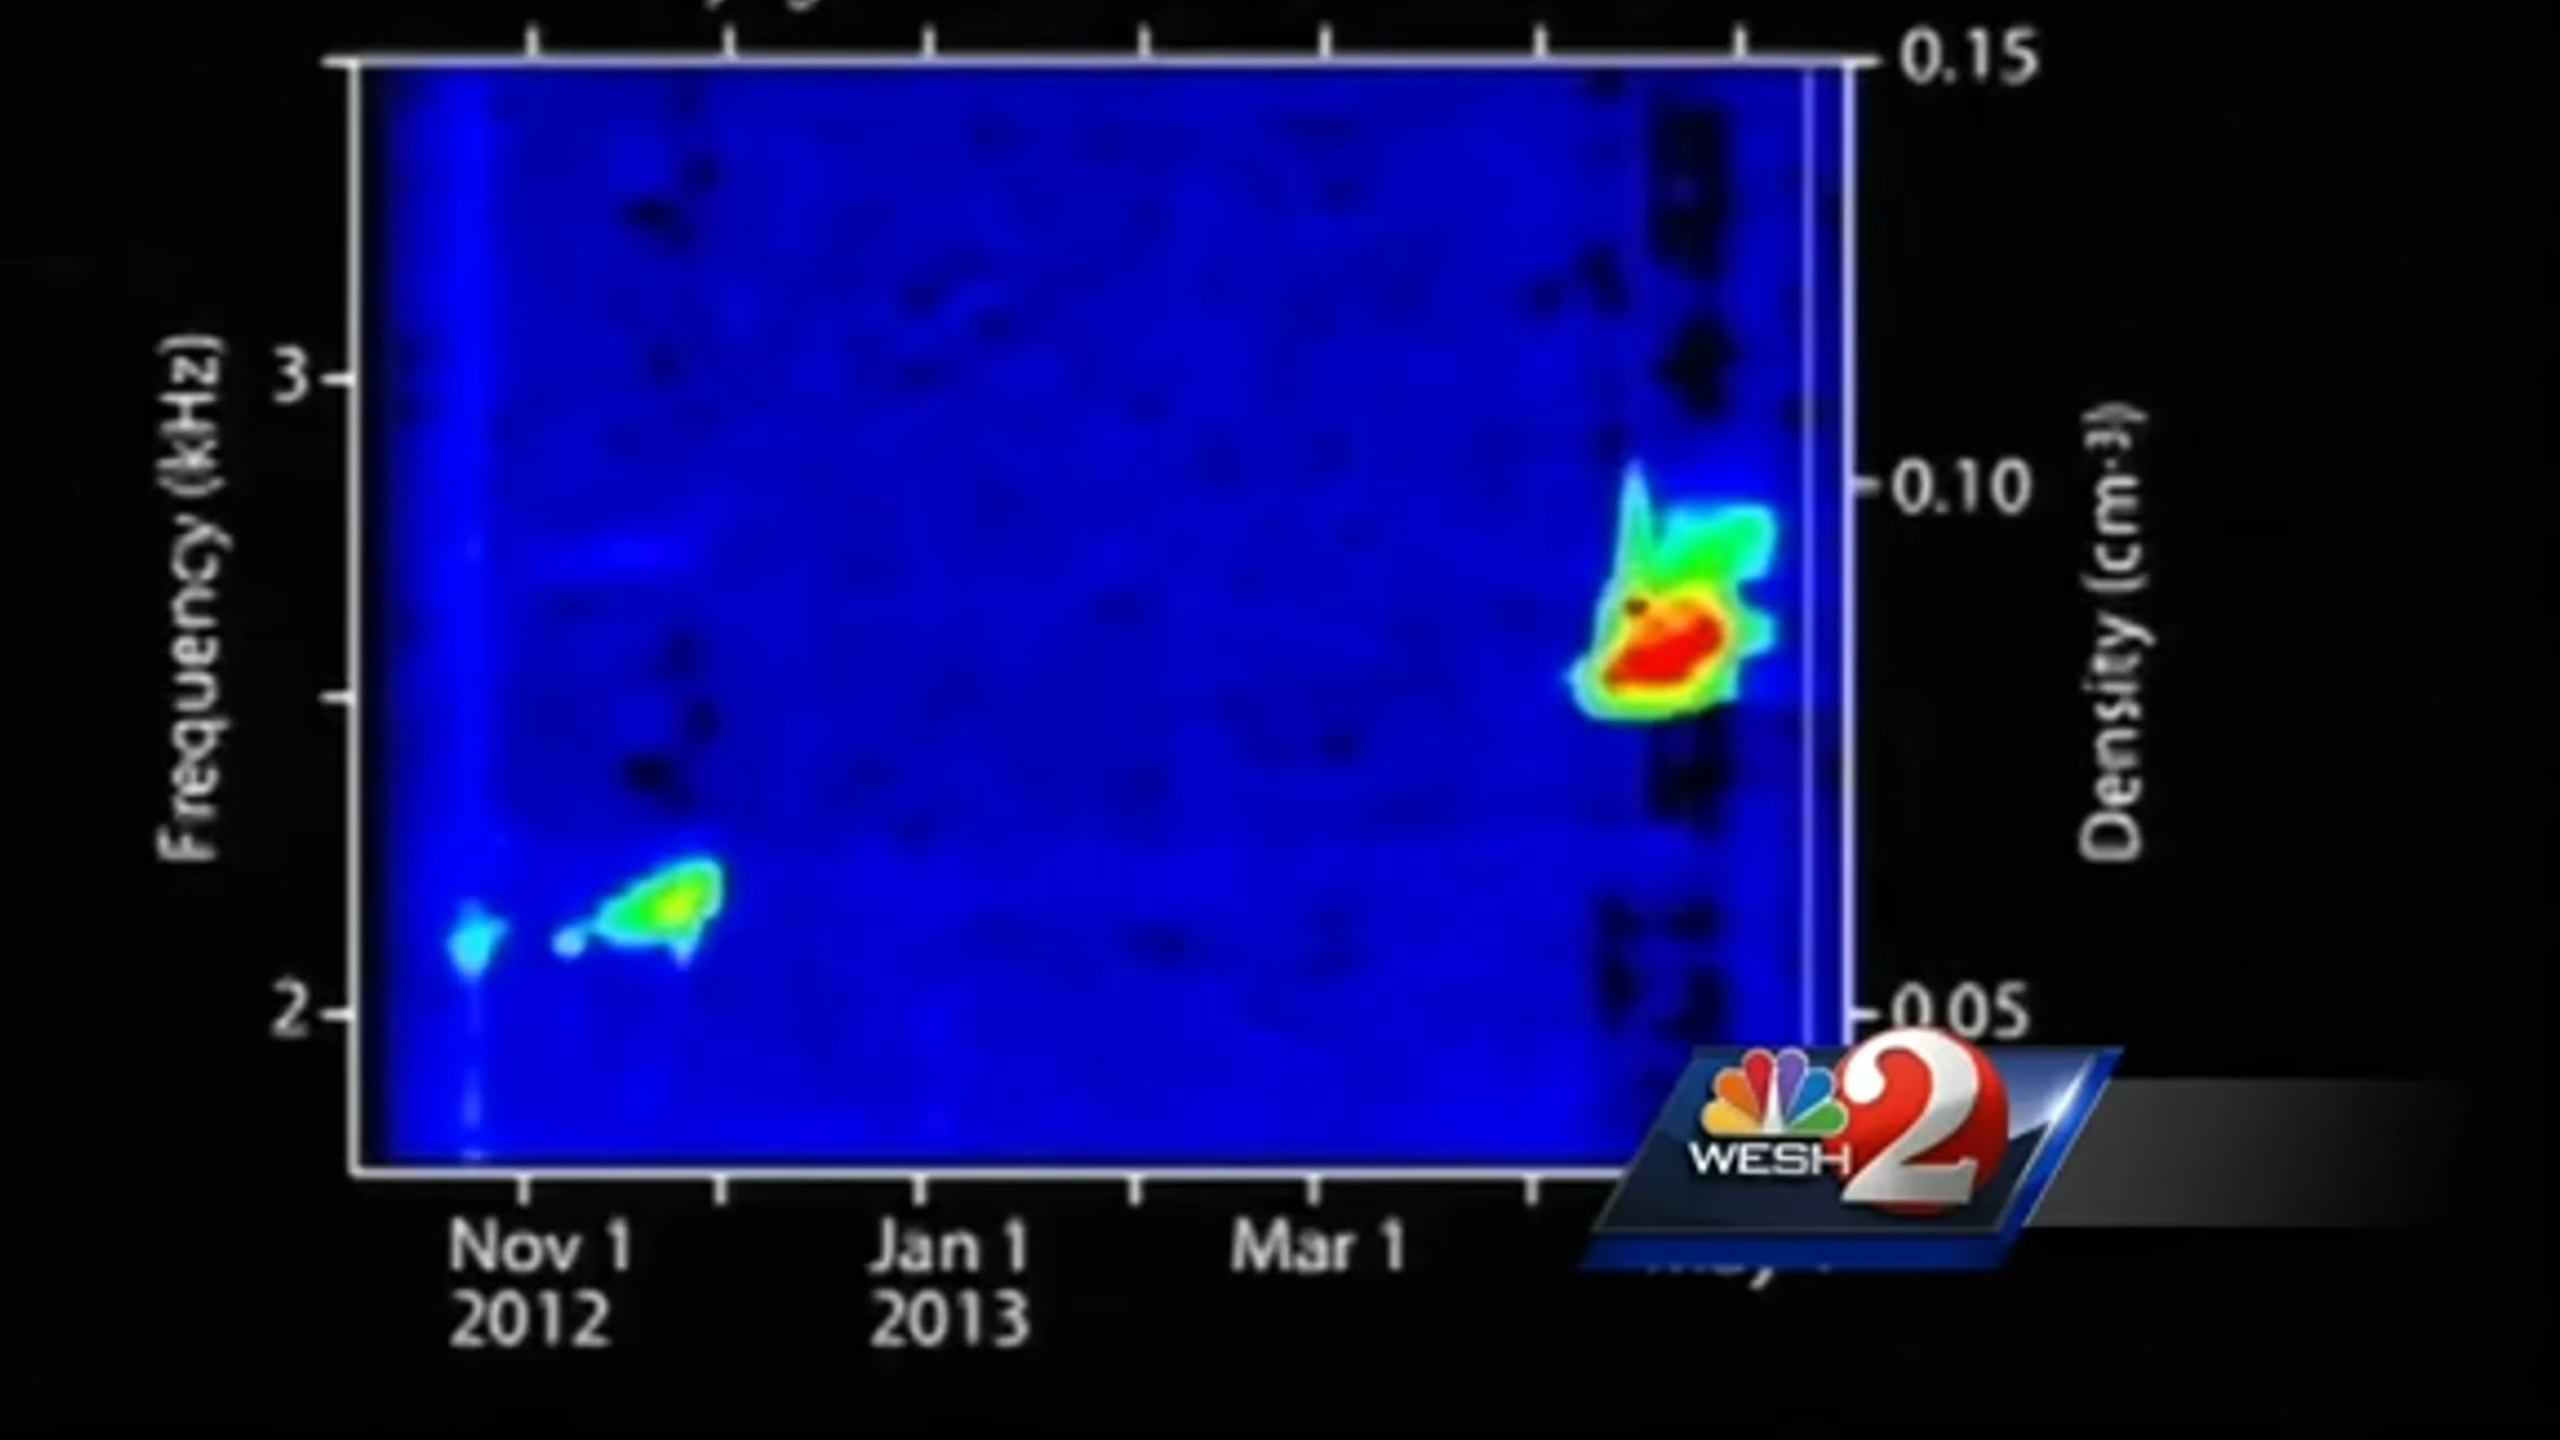 0.15
3
Frequency (kHz)
0.10
Density (cm⁻³)
2
0.05
WESH 2
Nov 1
2012
Jan 1
2013
Mar 1